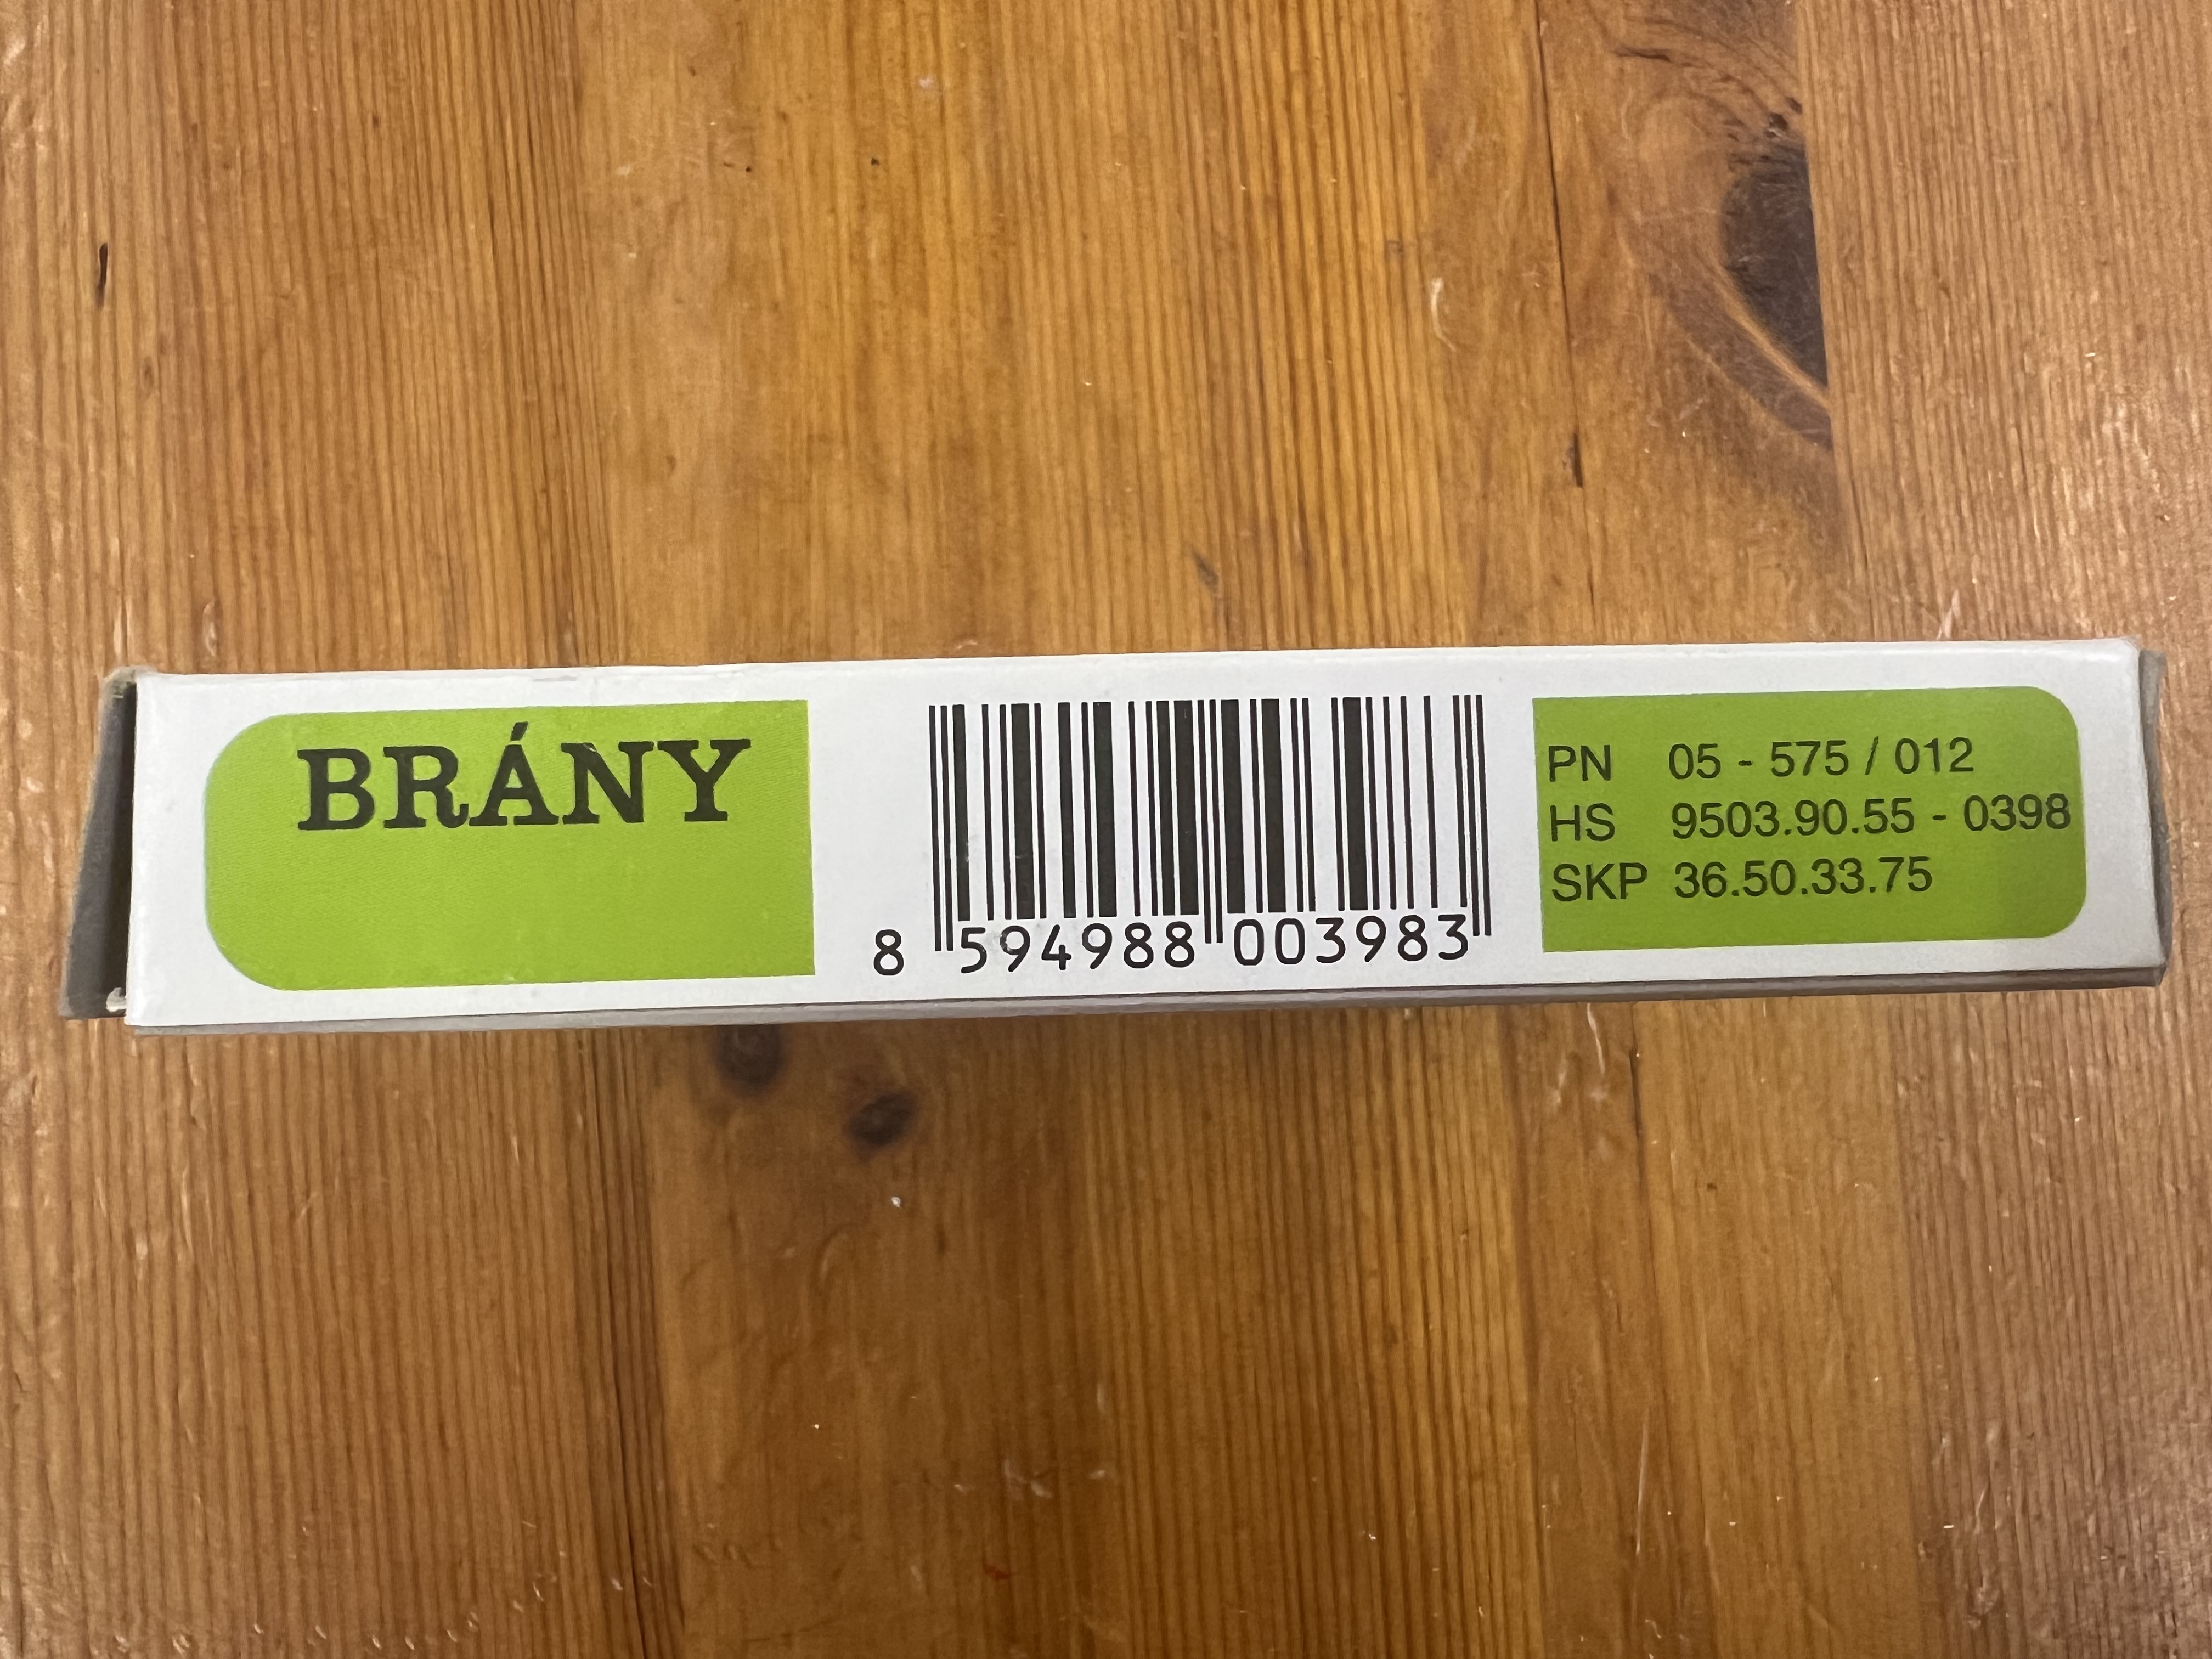 BRÁNY
8 594988 003983
PN 05 - 575 / 012
HS 9503.90.55 - 0398
SKP 36.50.33.75